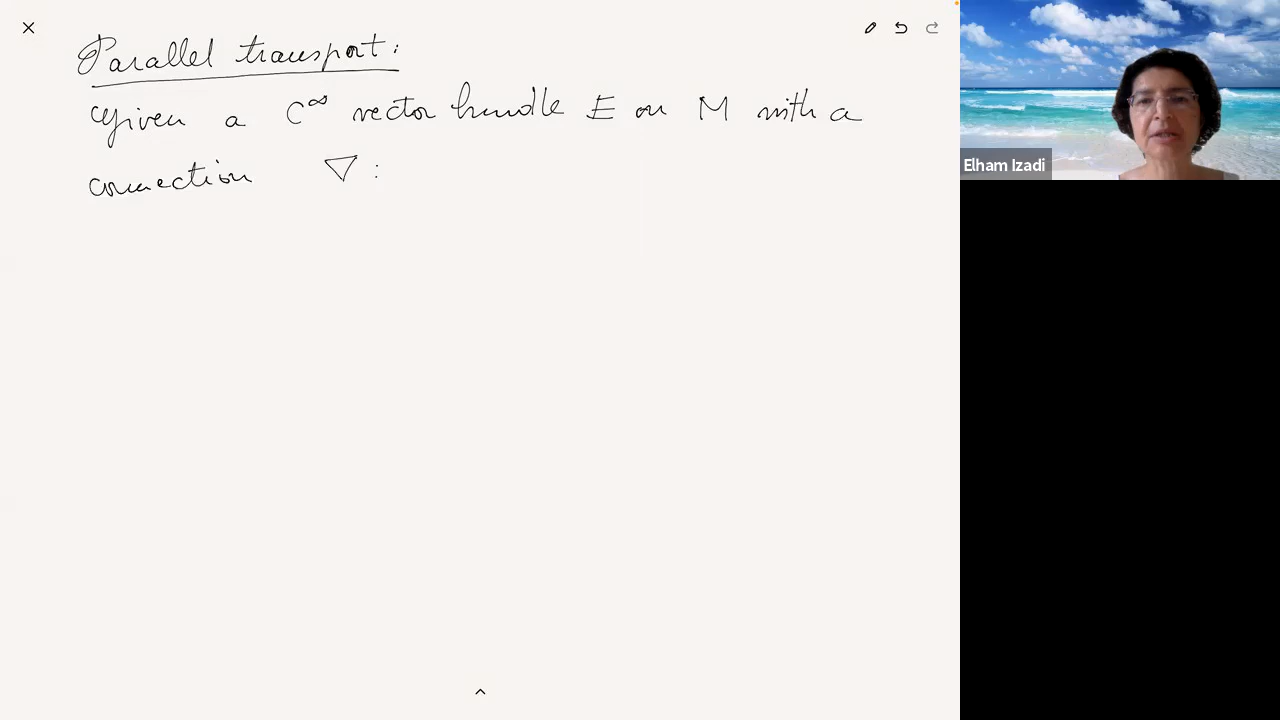 Parallel transport:
Given a C^∞ vector bundle E on M with a
connection ∇ :
Elham Izadi